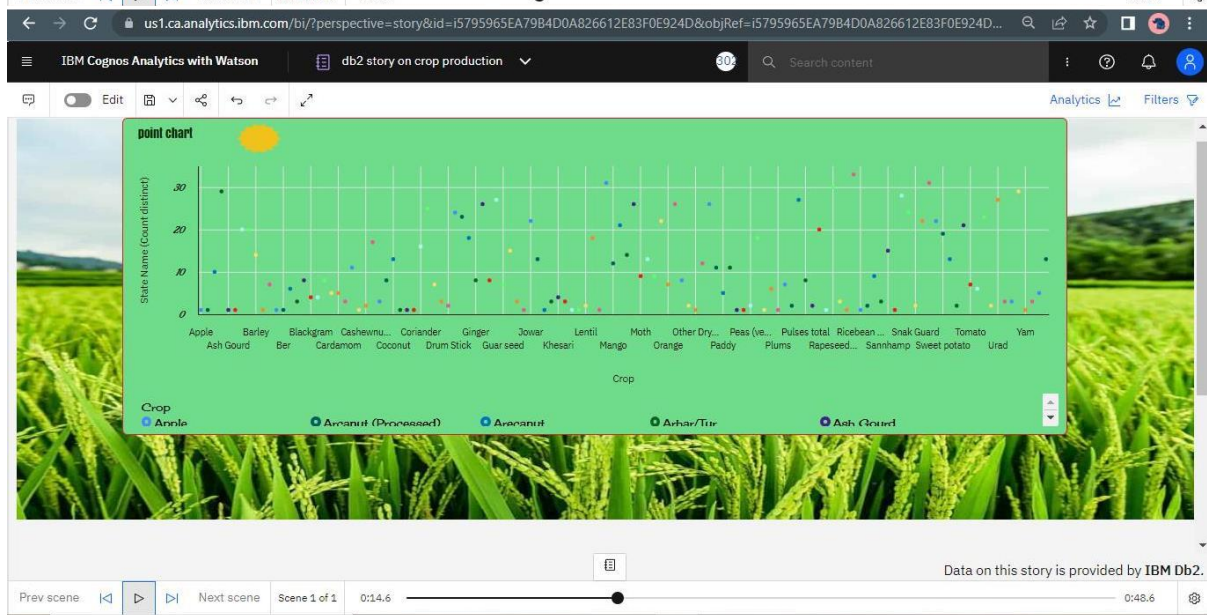 us1.ca.analytics.ibm.com/bi/?perspective=story&id=i5795965EA79B4D0A826612E83F0E924D&objRef=i5795965EA79B4D0A826612E83F0E924D...
IBM Cognos Analytics with Watson
db2 story on crop production
302
Search content
Edit
Analytics
Filters
point chart
State Name (Count distinct)
30
20
10
0
Apple Barley Blackgram Cashewnu... Coriander Ginger Jowar Lentil Moth Other Dry... Peas (ve... Pulses total Ricebean ... Snak Guard Tomato Yam
Ash Gourd Ber Cardamom Coconut Drum Stick Guar seed Khesari Mango Orange Paddy Plums Rapeseed... Sannhamp Sweet potato Urad
Crop
Crop
Apple Arcanut (Processed) Arecanut Arhar/Tur Ash Gourd
Data on this story is provided by IBM Db2.
Prev scene Next scene Scene 1 of 1 0:14.6 0:48.6